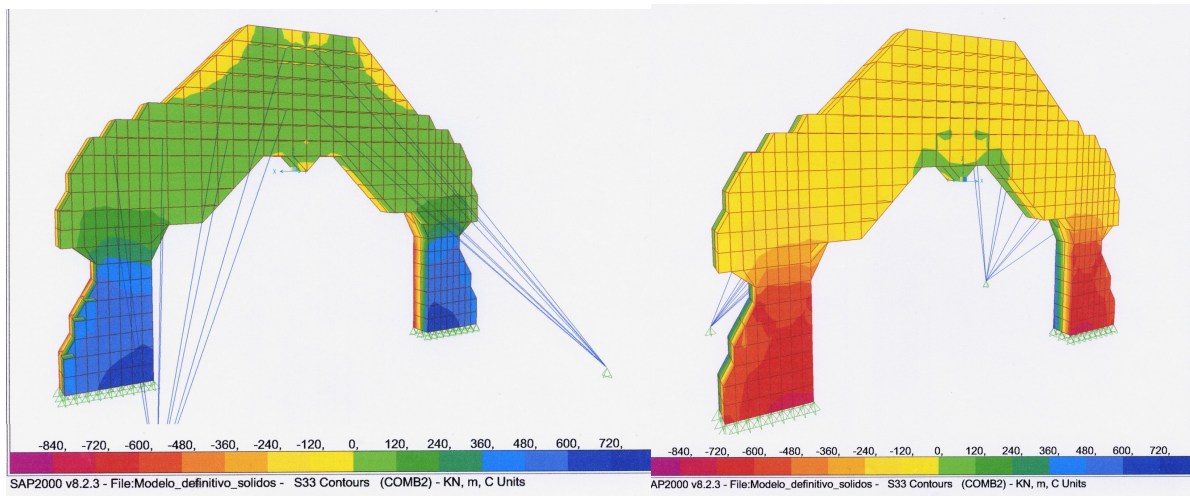 X
-840, -720, -600, -480, -360, -240, -120, 0, 120, 240, 360, 480, 600, 720,
SAP2000 v8.2.3 - File:Modelo_definitivo_solidos - S33 Contours (COMB2) - KN, m, C Units
-840, -720, -600, -480, -360, -240, -120, 0, 120, 240, 360, 480, 600, 720,
AP2000 v8.2.3 - File:Modelo_definitivo_solidos - S33 Contours (COMB2) - KN, m, C Units